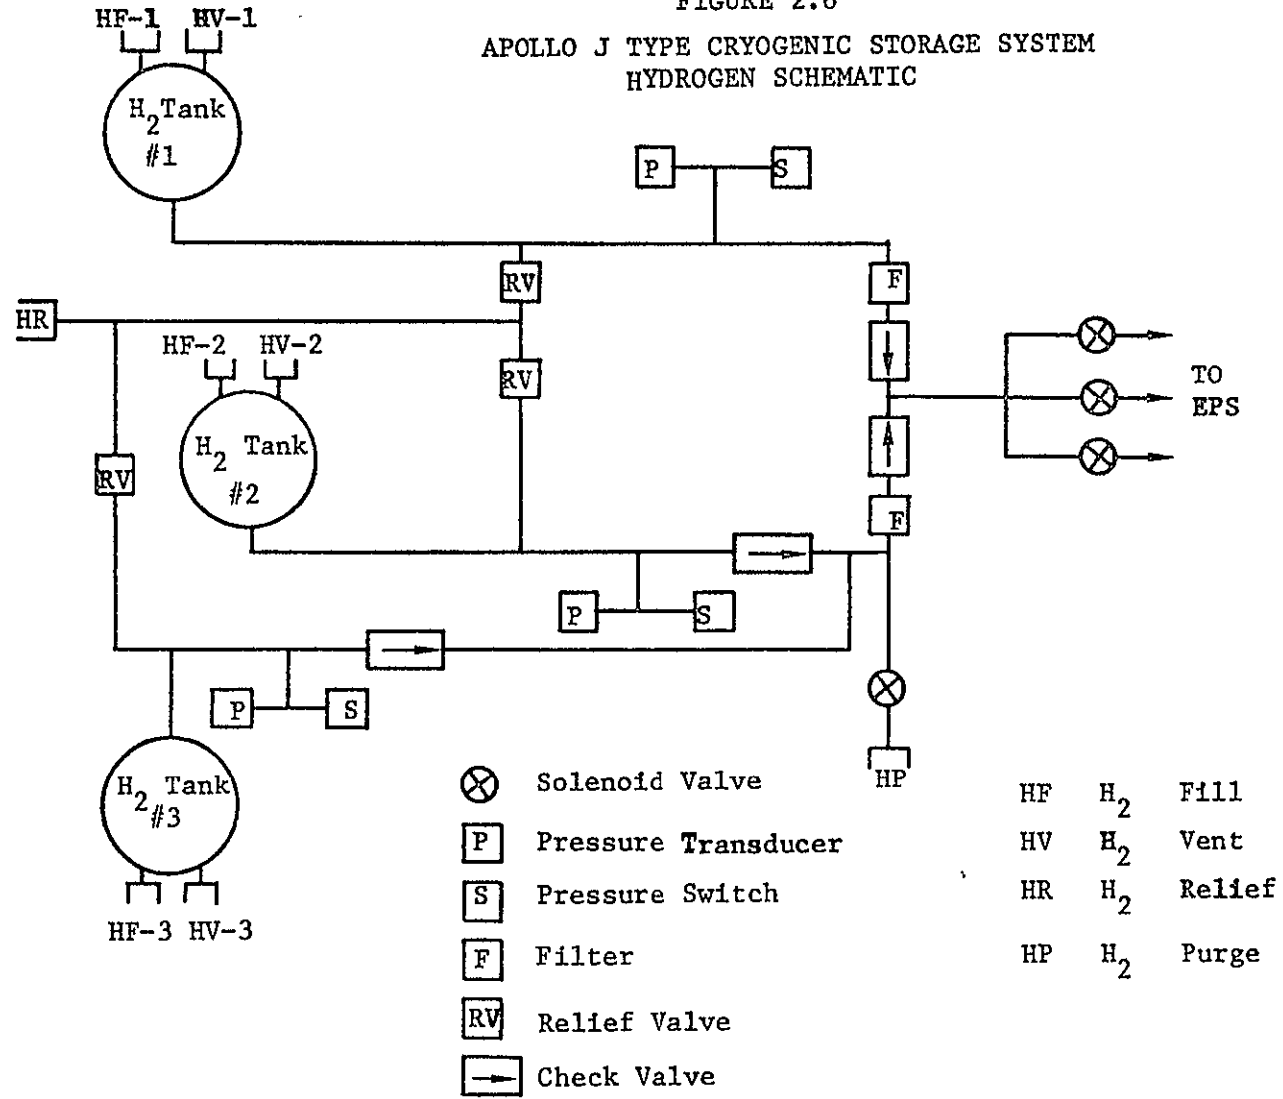 FIGURE 2.6
APOLLO J TYPE CRYOGENIC STORAGE SYSTEM
HYDROGEN SCHEMATIC
HF-1 HV-1
H2 Tank
#1
P S
RV
F
HR
HF-2 HV-2
RV
H2 Tank
#2
RV
TO
EPS
F
P S
P S
H2 Tank
#3
HF-3 HV-3
HP
Solenoid Valve
P Pressure Transducer
S Pressure Switch
F Filter
RV Relief Valve
Check Valve
HF H2 Fill
HV H2 Vent
HR H2 Relief
HP H2 Purge